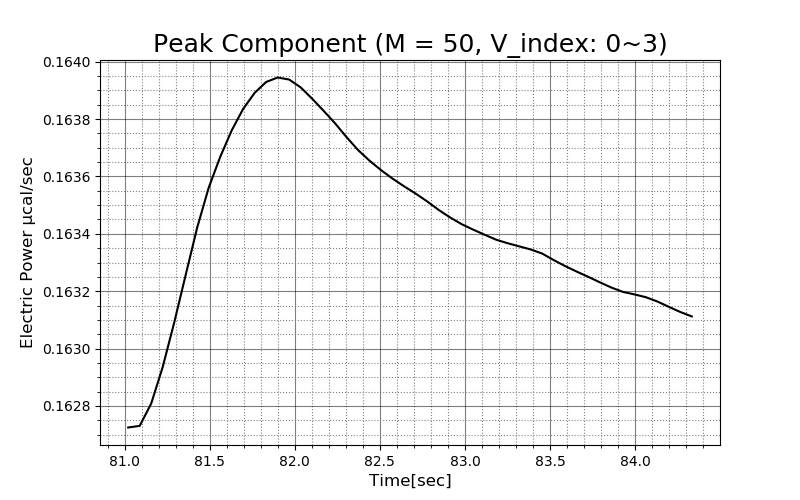 Peak Component (M = 50, V_index: 0~3)
Electric Power μcal/sec
0.1640
0.1638
0.1636
0.1634
0.1632
0.1630
0.1628
81.0 81.5 82.0 82.5 83.0 83.5 84.0
Time[sec]